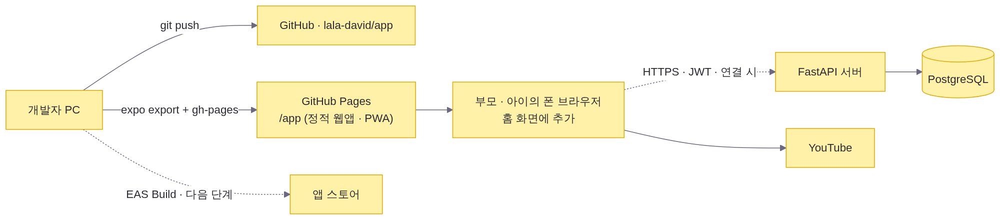 git push
GitHub · lala-david/app
HTTPS · JWT · 연결 시
FastAPI 서버
PostgreSQL
개발자 PC
expo export + gh-pages
GitHub Pages
/app (정적 웹앱 · PWA)
부모 · 아이의 폰 브라우저
홈 화면에 추가
YouTube
EAS Build · 다음 단계
앱 스토어